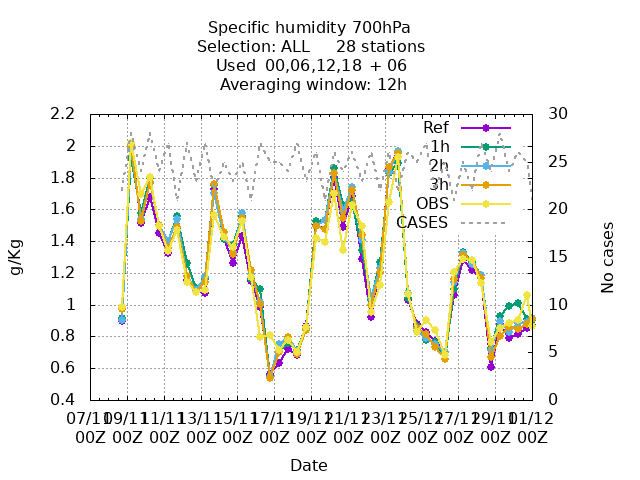 Specific humidity 700hPa
Selection: ALL 28 stations
Used 00,06,12,18 + 06
Averaging window: 12h
2.2 30
Ref
2 1h 25
2h
1.8 3h 20
OBS
1.6 CASES
1.4 15
1.2
1 10
0.8
0.6 5
0.4 0
g/Kg
No cases
07/11 09/11 11/11 13/11 15/11 17/11 19/11 21/11 23/11 25/11 27/11 29/11 01/12
00Z 00Z 00Z 00Z 00Z 00Z 00Z 00Z 00Z 00Z 00Z 00Z 00Z
Date